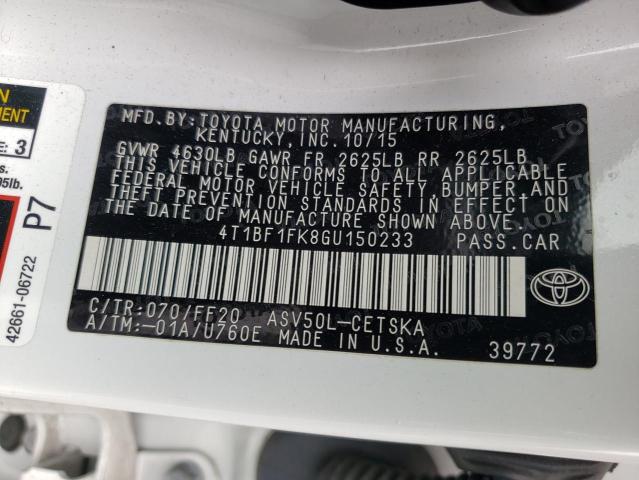 MFD.BY:TOYOTA MOTOR MANUFACTURING,
KENTUCKY, INC. 10/15
GVWR 4630LB GAWR FR 2625LB RR 2625LB
THIS VEHICLE CONFORMS TO ALL APPLICABLE
FEDERAL MOTOR VEHICLE SAFETY, BUMPER AND
THEFT PREVENTION STANDARDS IN EFFECT ON
THE DATE OF MANUFACTURE SHOWN ABOVE.
4T1BF1FK8GU150233 PASS.CAR
C/TR:070/FF20 ASV50L-CETSKA
A/TM:-01A/U760E MADE IN U.S.A.
39772
P7
42661-06722